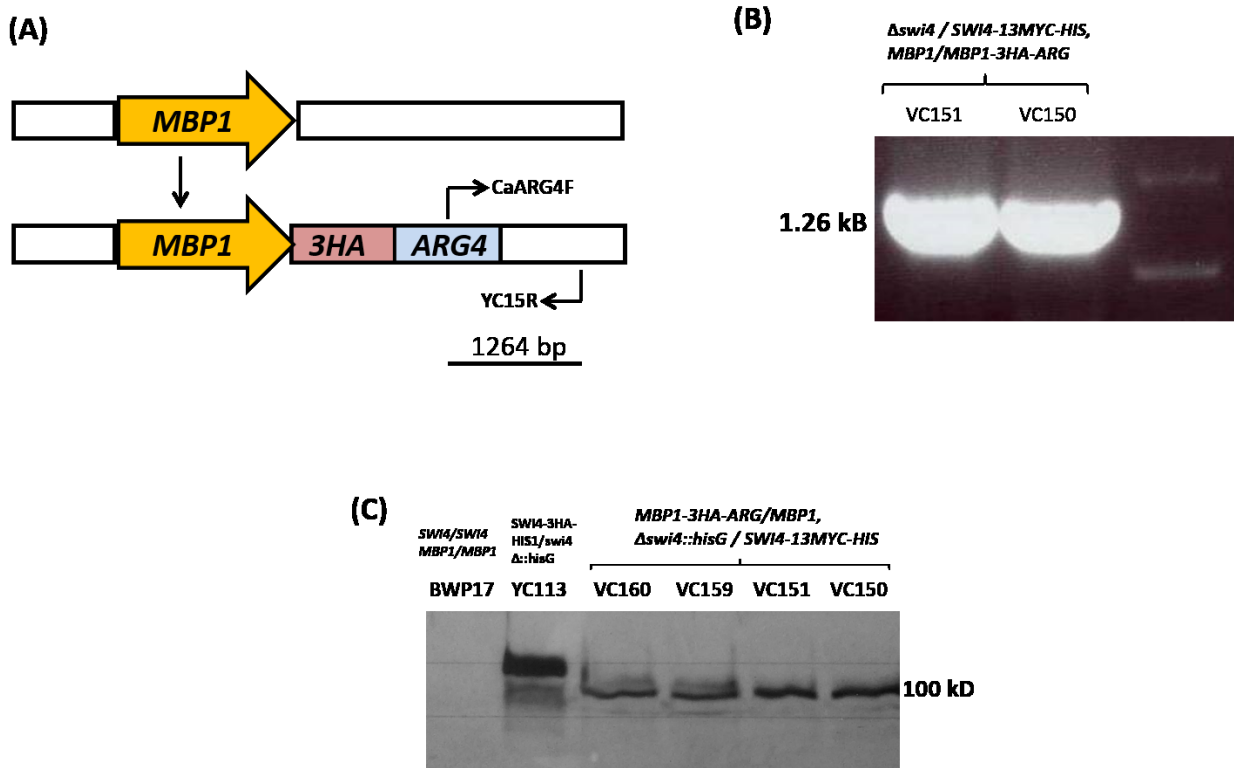 (A)
MBP1
CaARG4F
MBP1
3HA
ARG4
YC15R
1264 bp
(B)
Δswi4 / SWI4-13MYC-HIS,
MBP1/MBP1-3HA-ARG
VC151
VC150
1.26 kB
(C)
SWI4/SWI4
MBP1/MBP1
SWI4-3HA-
HIS1/swi4
Δ::hisG
MBP1-3HA-ARG/MBP1,
Δswi4::hisG / SWI4-13MYC-HIS
BWP17
YC113
VC160
VC159
VC151
VC150
100 kD